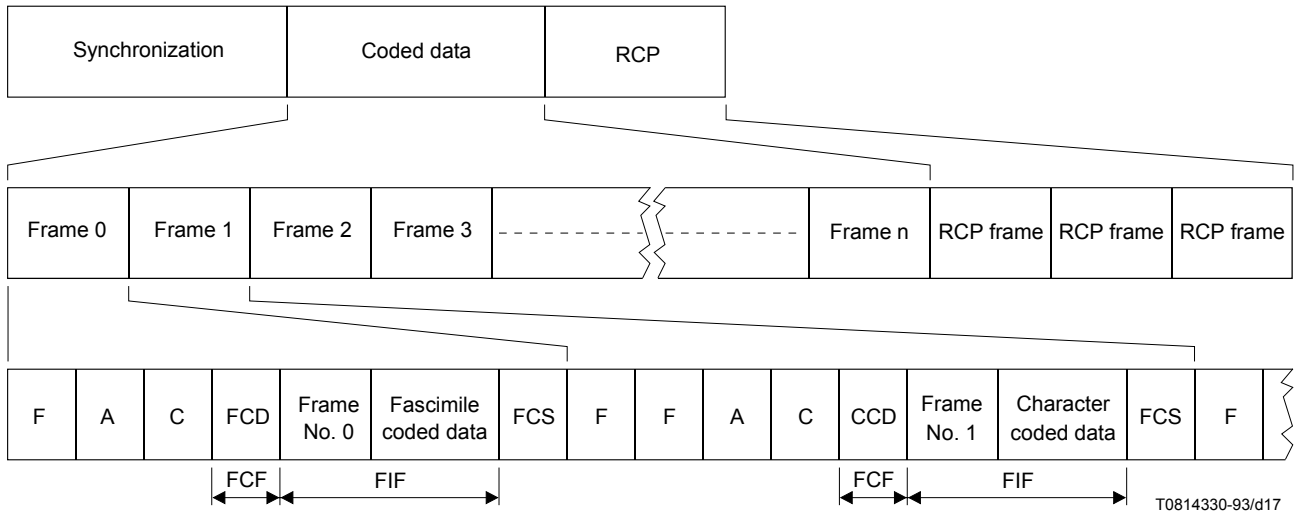 Synchronization Coded data RCP
Frame 0 Frame 1 Frame 2 Frame 3 Frame n RCP frame RCP frame RCP frame
F A C FCD Frame No. 0 Fascimile coded data FCS F F A C CCD Frame No. 1 Character coded data FCS F
FCF FIF FCF FIF
T0814330-93/d17